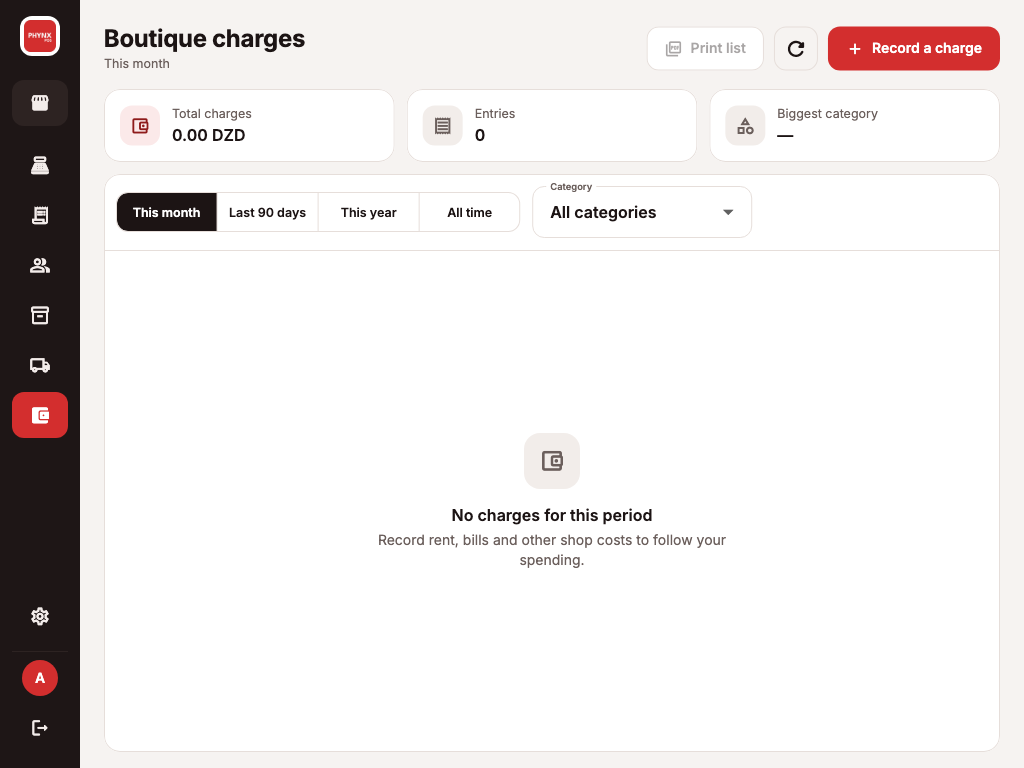 PHYNX
Boutique charges
This month
Print list
Record a charge
Total charges
0.00 DZD
Entries
0
Biggest category
—
This month
Last 90 days
This year
All time
Category
All categories
No charges for this period
Record rent, bills and other shop costs to follow your
spending.
A